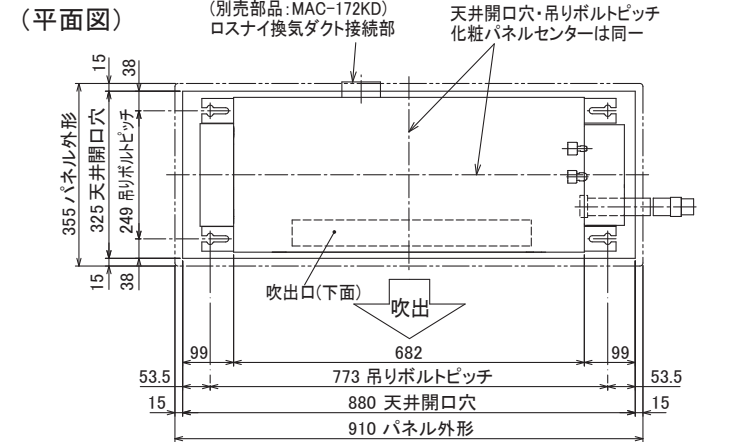 (平面図)
(別売部品:MAC-172KD)
ロスナイ換気ダクト接続部
天井開口穴・吊りボルトピッチ
化粧パネルセンターは同一
15
38
355 パネル外形
325 天井開口穴
249 吊りボルトピッチ
15
38
吹出口(下面)
吹出
99
682
99
53.5
773 吊りボルトピッチ
53.5
15
880 天井開口穴
15
910 パネル外形